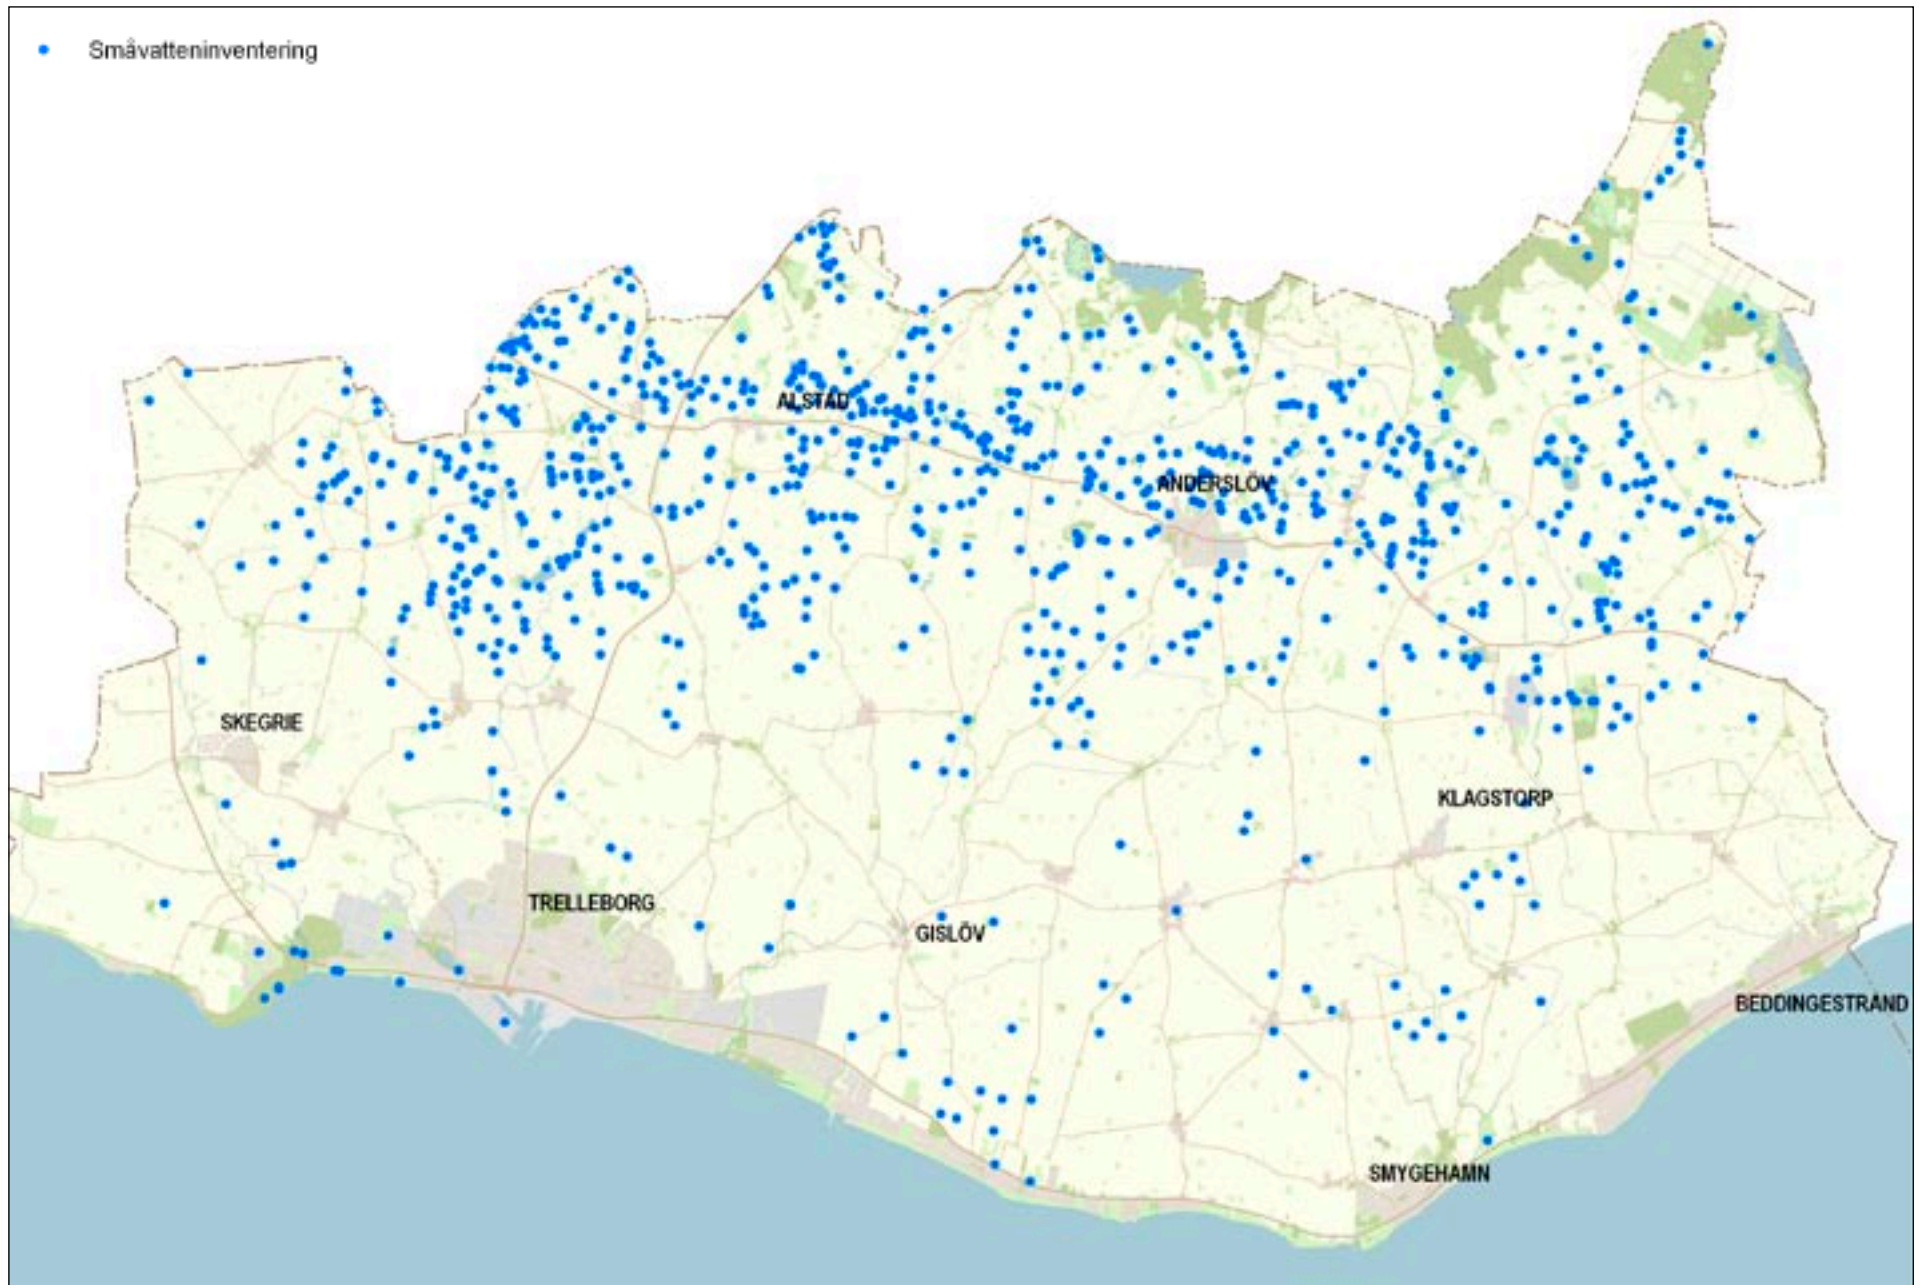 Småvatteninventering
ALSTAD
ANDERSLÖV
SKEGRIE
KLAGSTORP
TRELLEBORG
GISLÖV
BEDDINGESTRAND
SMYGEHAMN